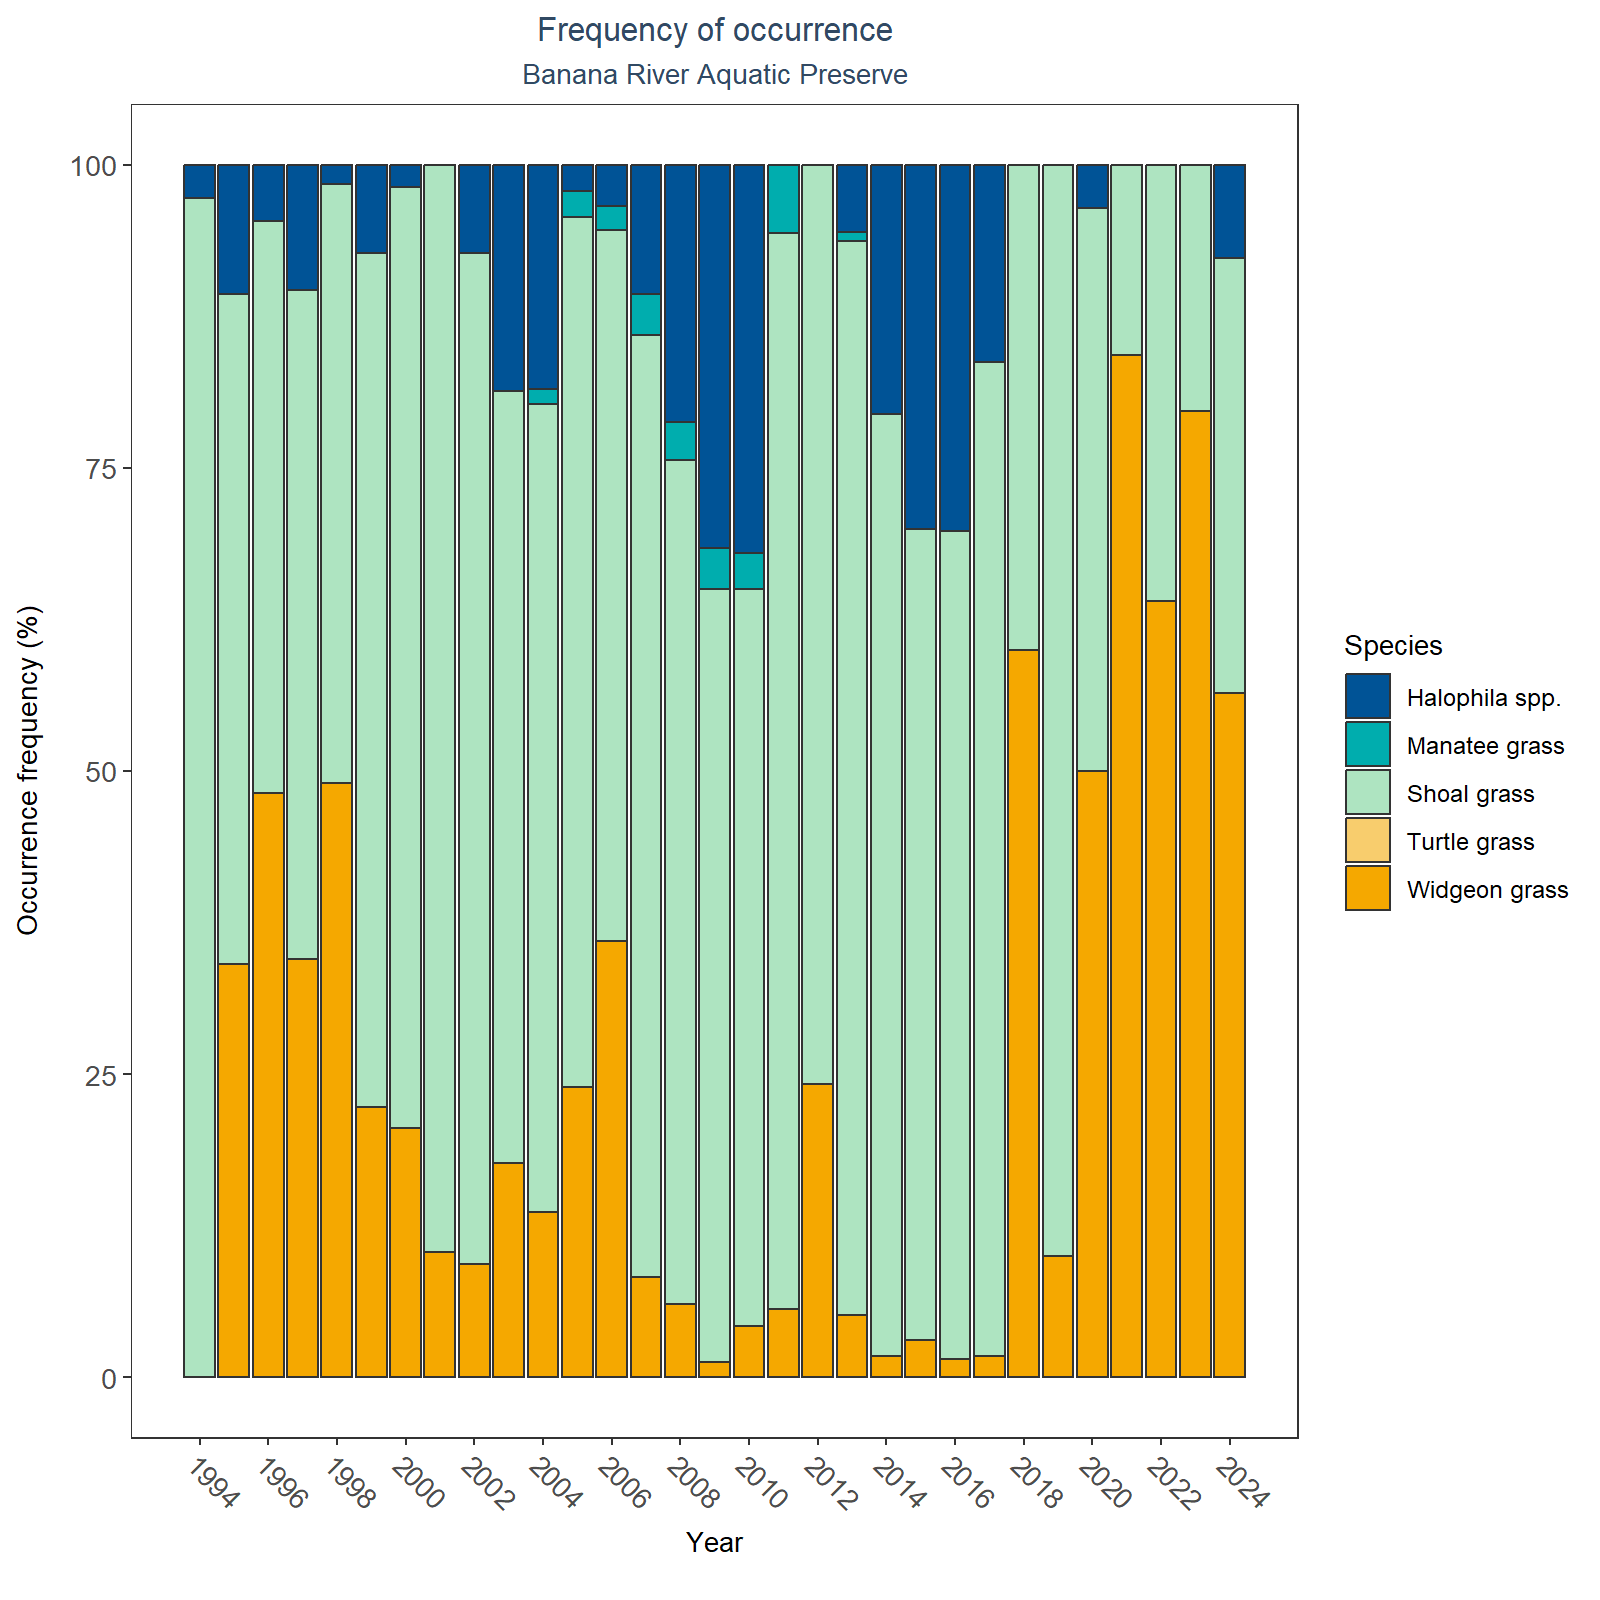 Frequency of occurrence
Banana River Aquatic Preserve
Occurrence frequency (%)
100
75
50
25
0
1994
1996
1998
2000
2002
2004
2006
2008
2010
2012
2014
2016
2018
2020
2022
2024
Year
Species
Halophila spp.
Manatee grass
Shoal grass
Turtle grass
Widgeon grass